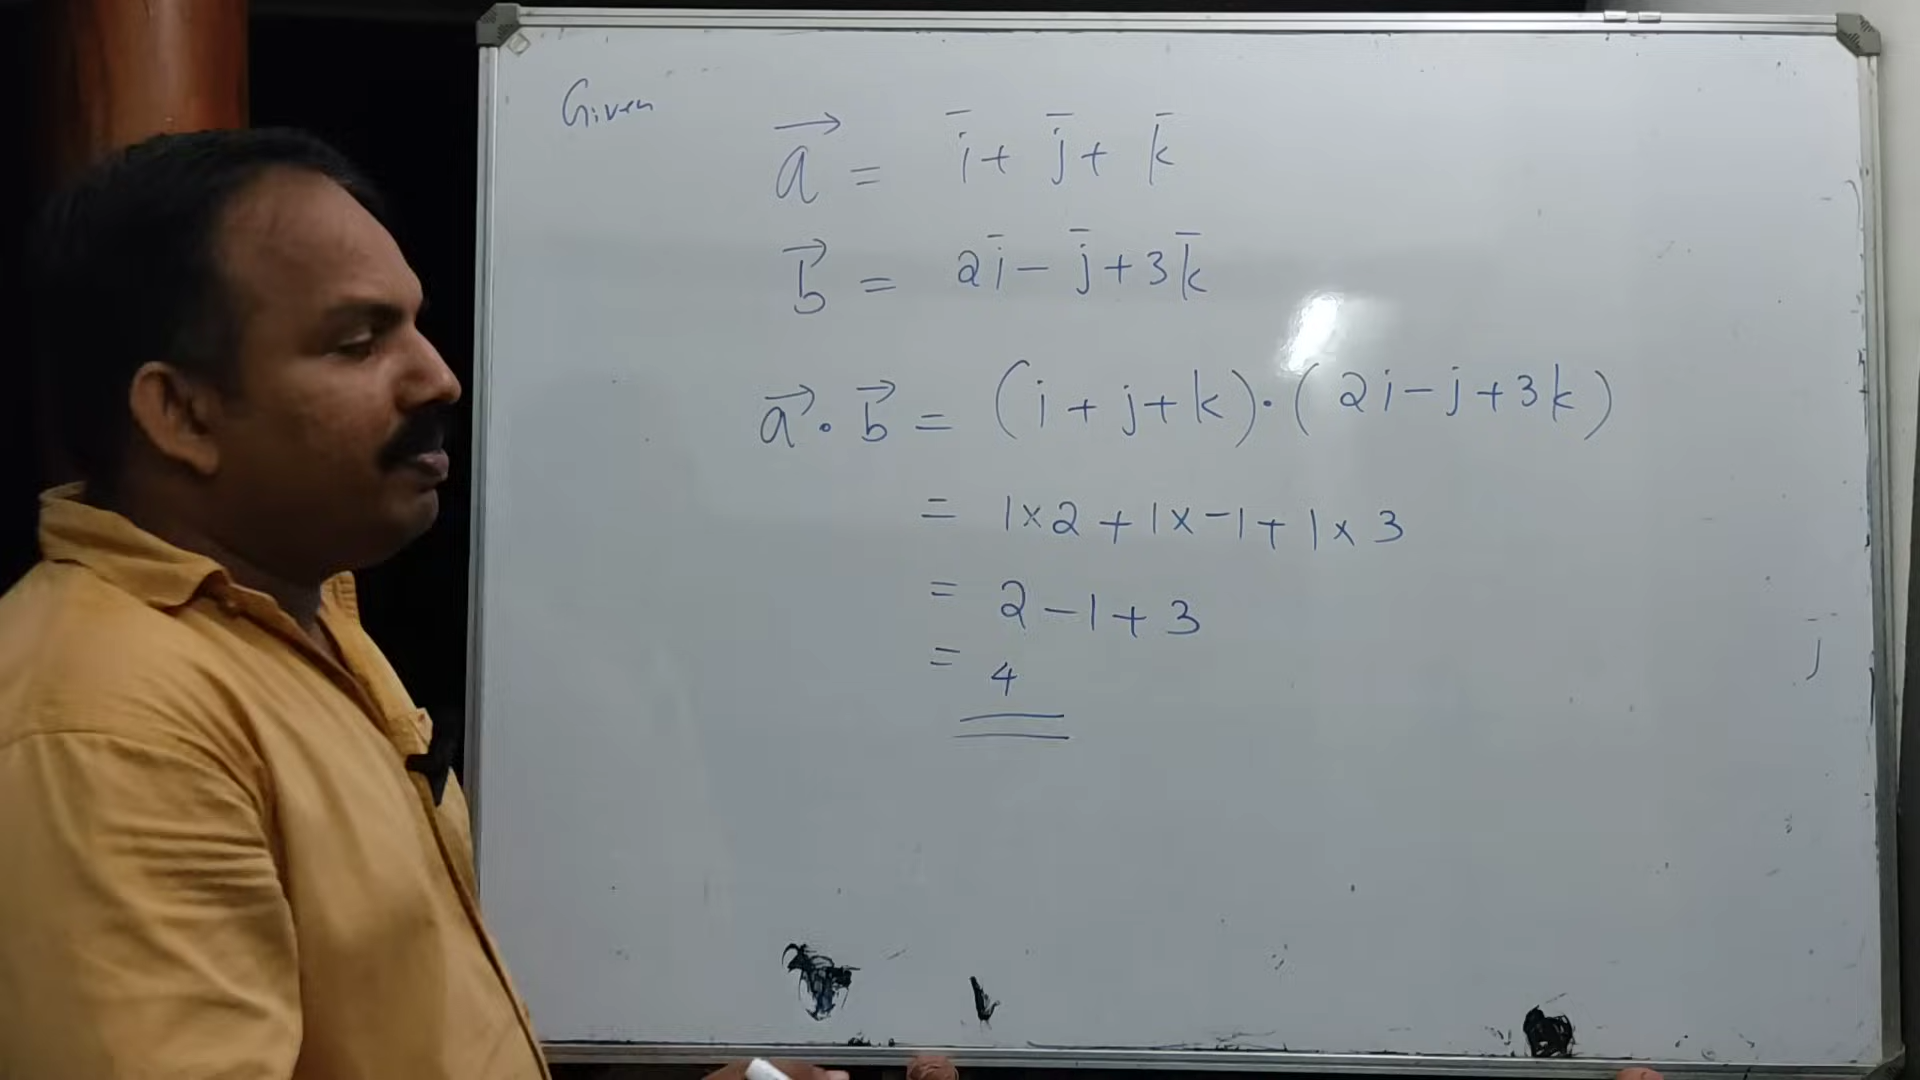 Given
a⃗ = i̅ + j̅ + k̅
b⃗ = 2i̅ − j̅ + 3k̅
a⃗ . b⃗ = (i + j + k) . (2i − j + 3k)
= 1×2 + 1×-1 + 1×3
= 2 − 1 + 3
j̅
= 4